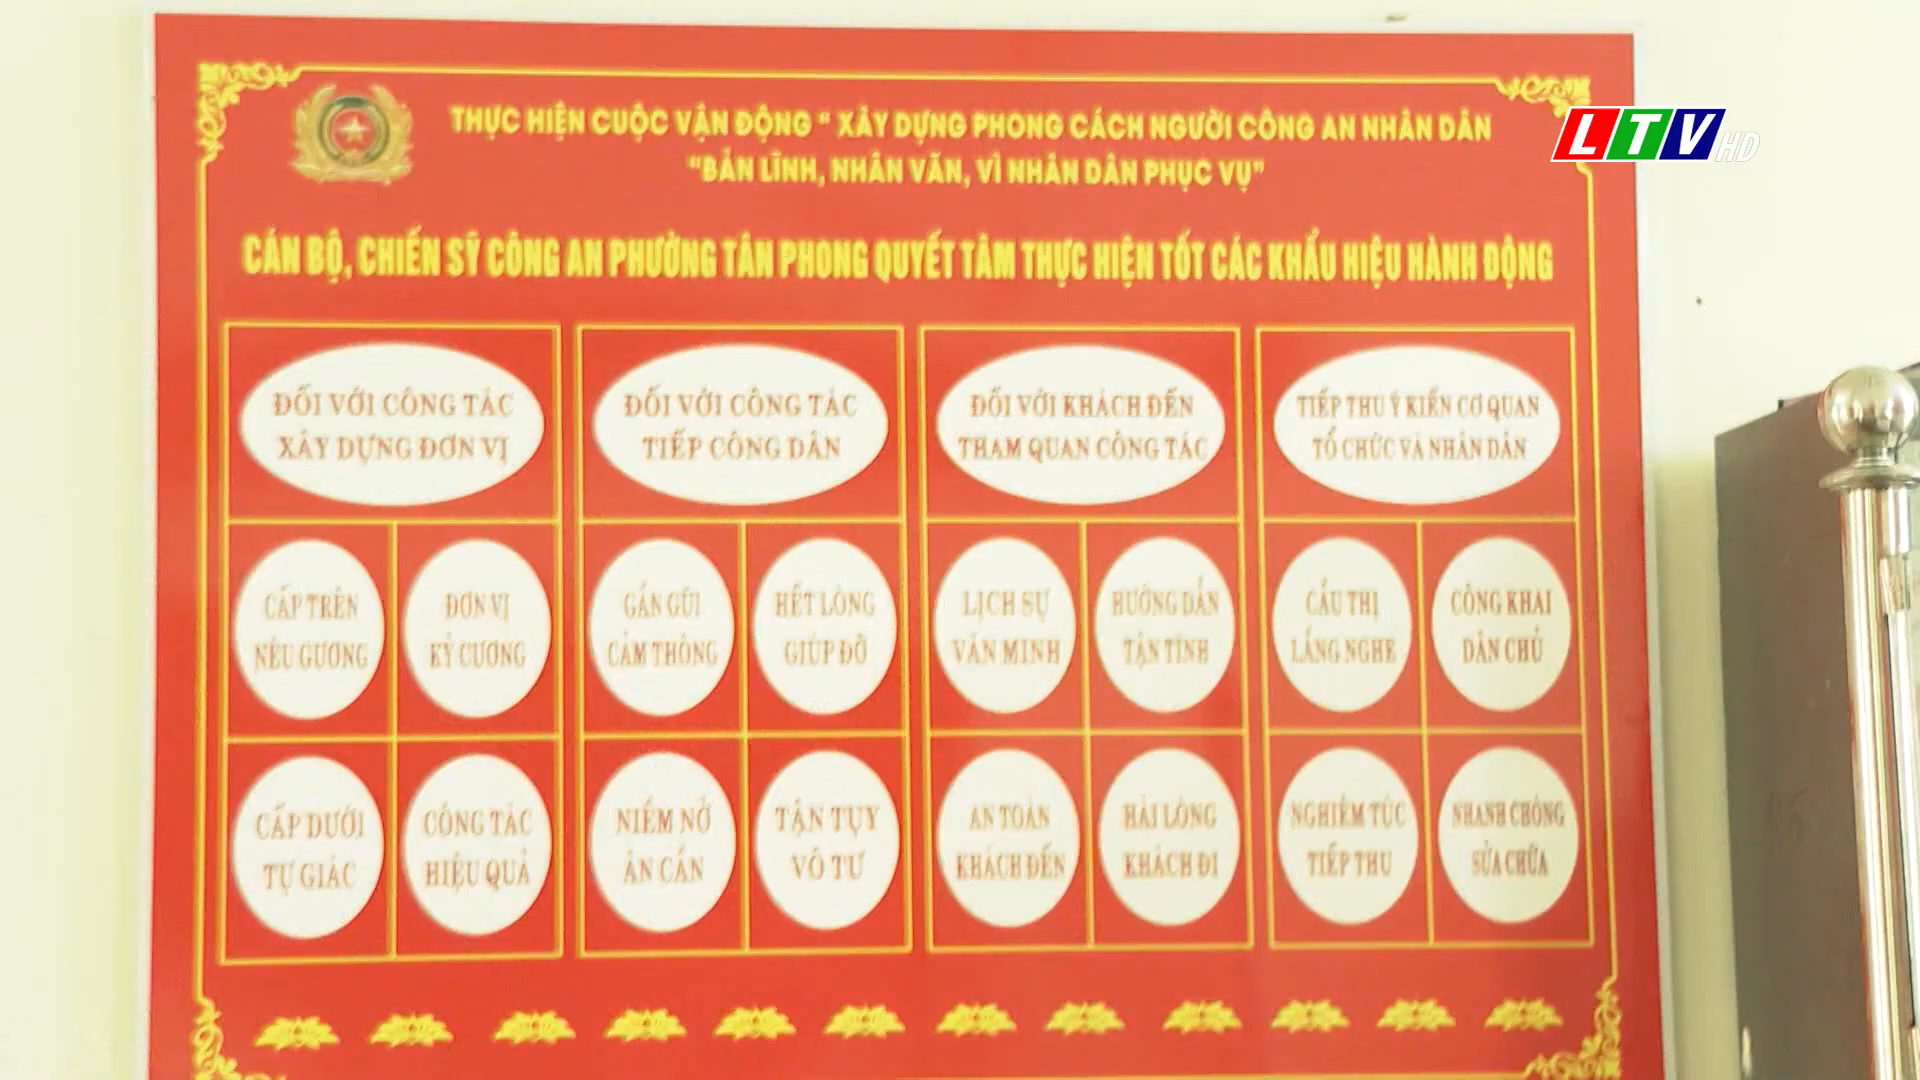 THỰC HIỆN CUỘC VẬN ĐỘNG " XÂY DỰNG PHONG CÁCH NGƯỜI CÔNG AN NHÂN DÂN
"BẢN LĨNH, NHÂN VĂN, VÌ NHÂN DÂN PHỤC VỤ"
LTV HD
CÁN BỘ, CHIẾN SỸ CÔNG AN PHƯỜNG TÂN PHONG QUYẾT TÂM THỰC HIỆN TỐT CÁC KHẨU HIỆU HÀNH ĐỘNG
ĐỐI VỚI CÔNG TÁC
XÂY DỰNG ĐƠN VỊ
CẤP TRÊN
NÊU GƯƠNG
ĐƠN VỊ
KỶ CƯƠNG
CẤP DƯỚI
TỰ GIÁC
CÔNG TÁC
HIỆU QUẢ
ĐỐI VỚI CÔNG TÁC
TIẾP CÔNG DÂN
GẦN GŨI
CẢM THÔNG
HẾT LÒNG
GIÚP ĐỠ
NIỀM NỞ
ÂN CẦN
TẬN TỤY
VÔ TƯ
ĐỐI VỚI KHÁCH ĐẾN
THAM QUAN CÔNG TÁC
LỊCH SỰ
VĂN MINH
HƯỚNG DẪN
TẬN TÌNH
AN TOÀN
KHÁCH ĐẾN
HÀI LÒNG
KHÁCH ĐI
TIẾP THU Ý KIẾN CƠ QUAN
TỔ CHỨC VÀ NHÂN DÂN
CẦU THỊ
LẮNG NGHE
CÔNG KHAI
DÂN CHỦ
NGHIÊM TÚC
TIẾP THU
NHANH CHÓNG
SỬA CHỮA